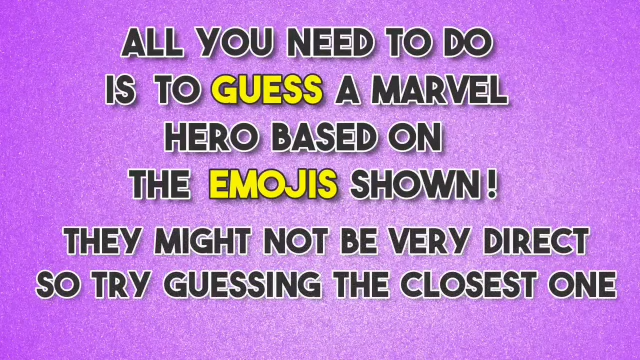 ALL YOU NEED TO DO
IS TO GUESS A MARVEL
HERO BASED ON
THE EMOJIS SHOWN!
THEY MIGHT NOT BE VERY DIRECT
SO TRY GUESSING THE CLOSEST ONE